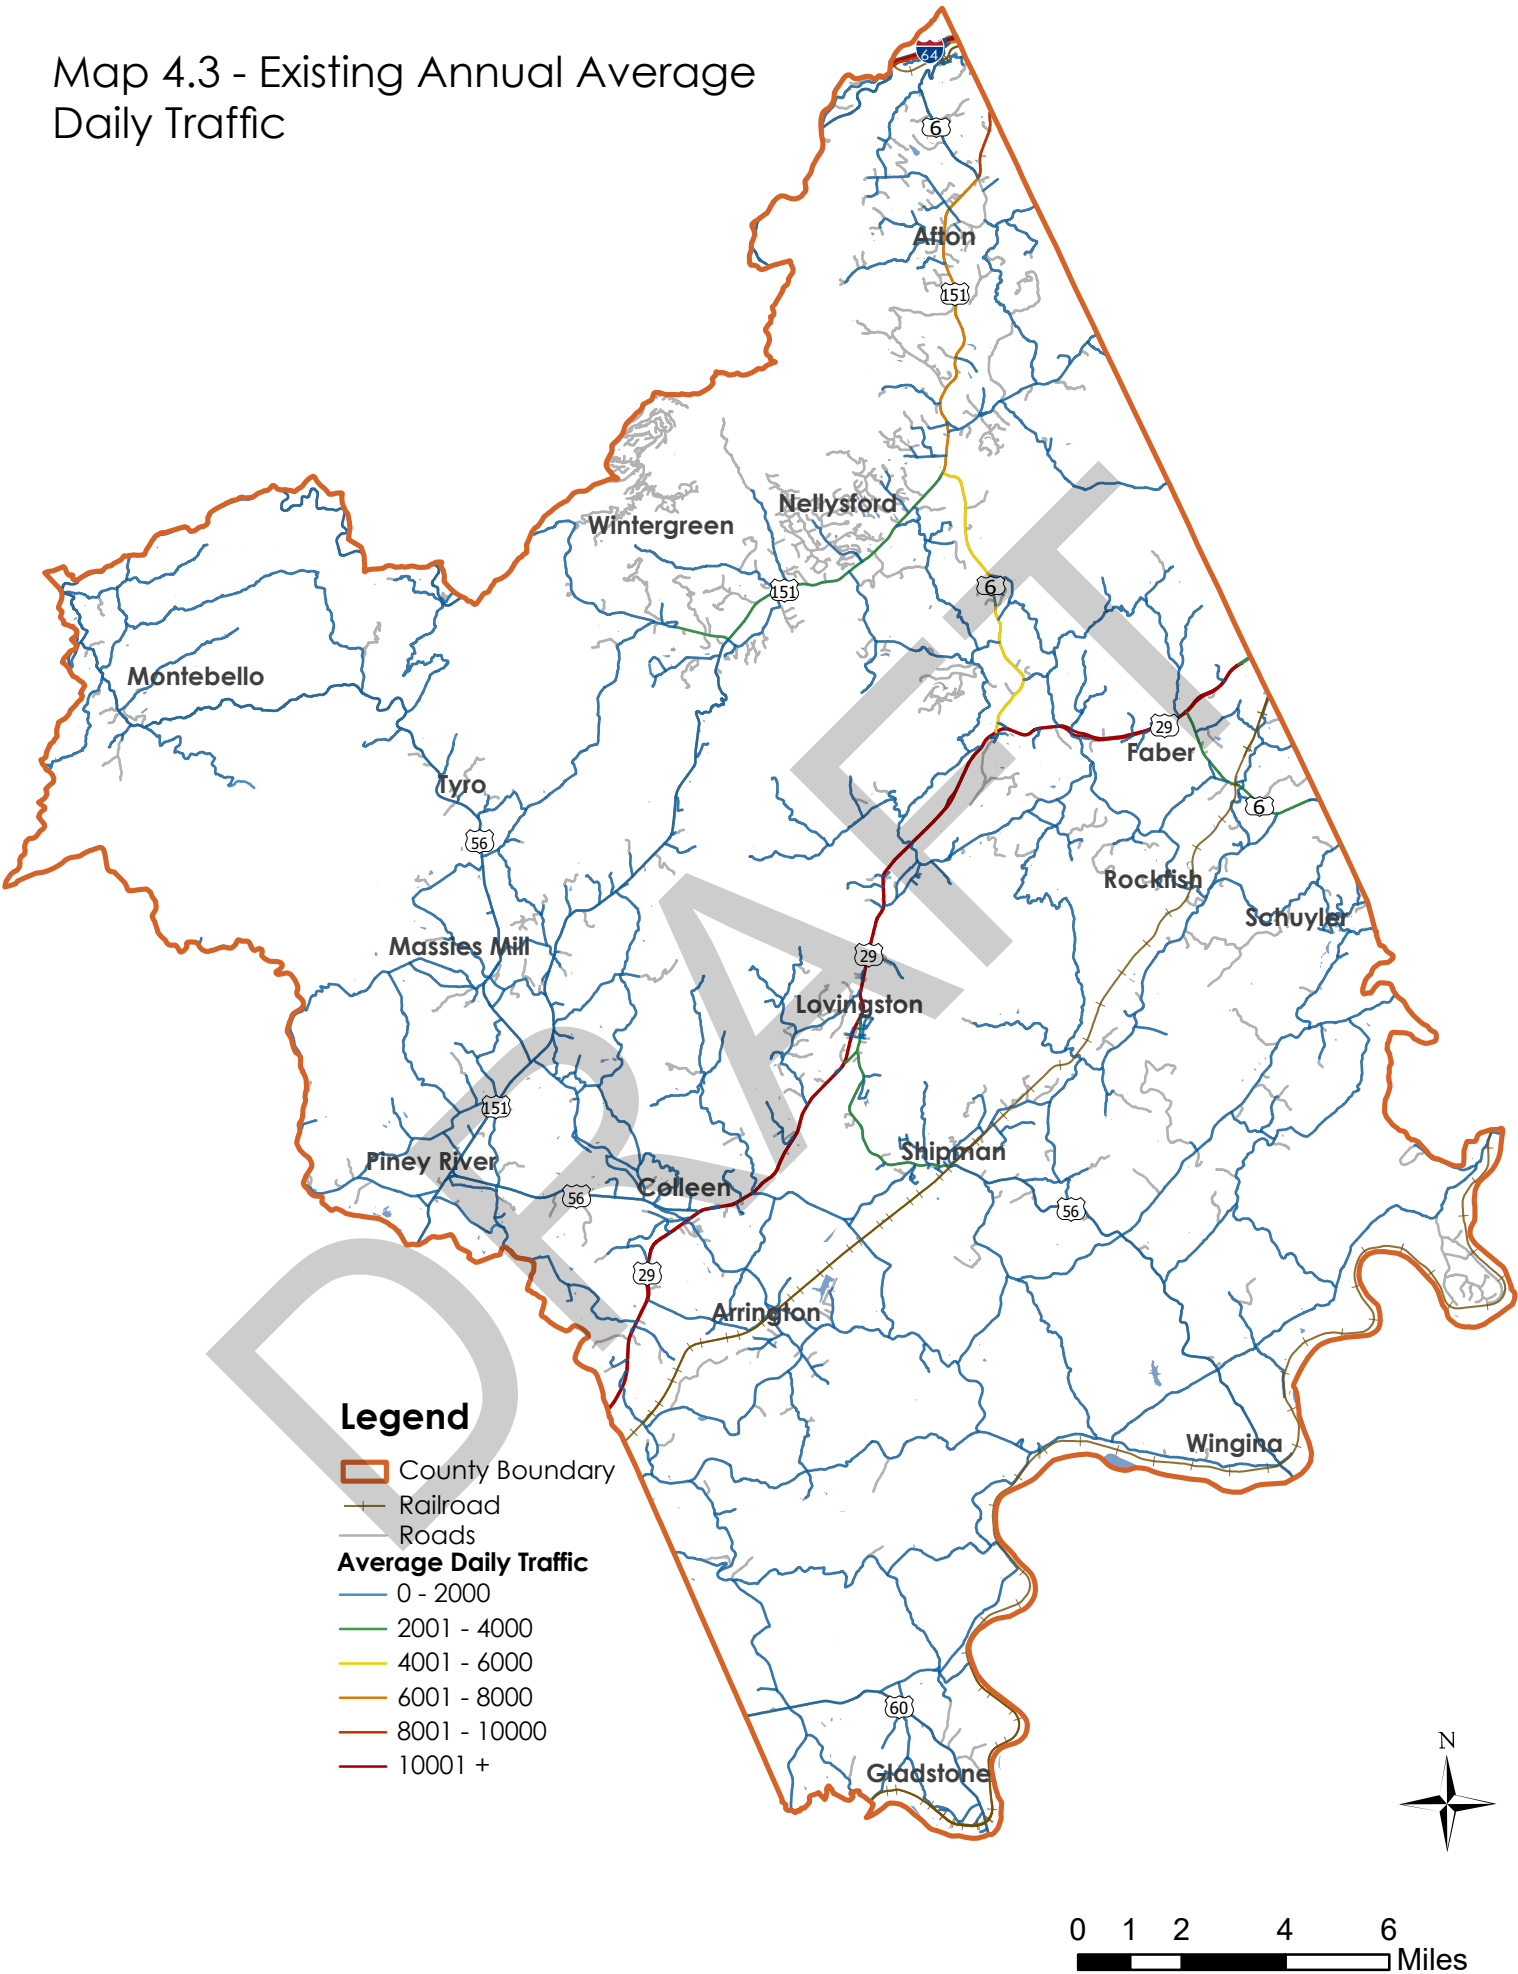 Map 4.3 - Existing Annual Average
Daily Traffic
64
6
Afton
151
Nellysford
Wintergreen
151
6
Montebello
29
Faber
Tyro
6
56
Rockfish
Schuyler
Massies Mill
29
Lovingston
151
Shipman
Piney River
Colleen
56
56
29
Arrington
Wingina
60
Gladstone
DRAFT
Legend
County Boundary
Railroad
Roads
Average Daily Traffic
0 - 2000
2001 - 4000
4001 - 6000
6001 - 8000
8001 - 10000
10001 +
N
0 1 2 4 6
Miles